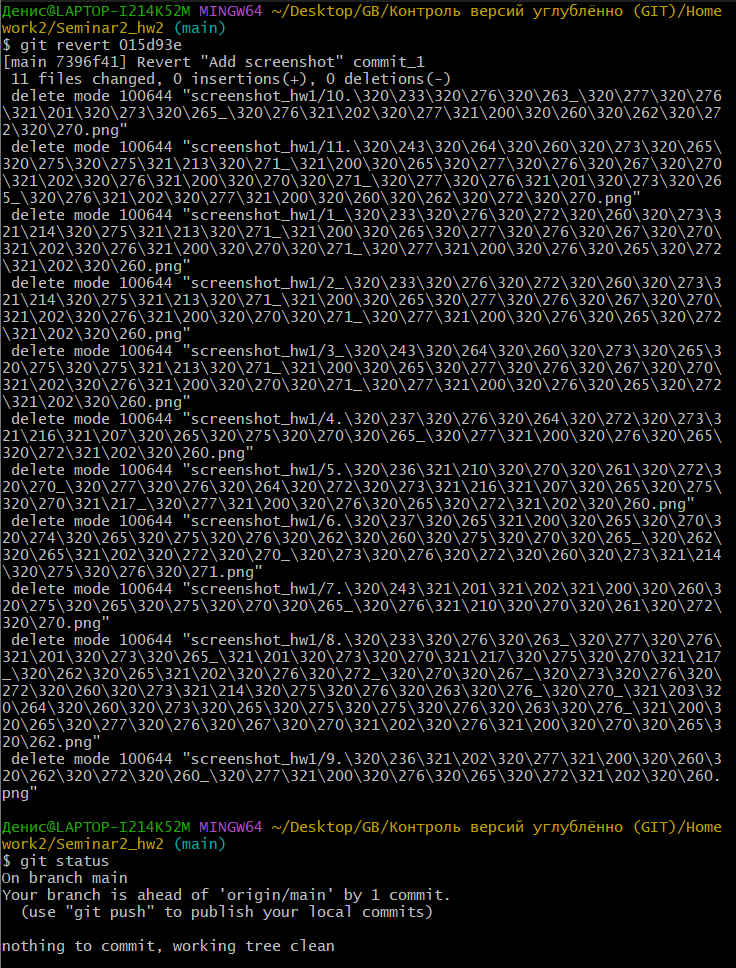 Денис@LAPTOP-I214K52M MINGW64 ~/Desktop/GB/Контроль версий углублённо (GIT)/Home
work2/Seminar2_hw2 (main)
$ git revert 015d93e
[main 7396f41] Revert "Add screenshot" commit_1
 11 files changed, 0 insertions(+), 0 deletions(-)
 delete mode 100644 "screenshot_hw1/10.\320\233\320\276\320\263_\320\277\320\276
\321\201\320\273\320\265_\320\276\321\202\320\277\321\200\320\260\320\262\320\27
2\320\270.png"
 delete mode 100644 "screenshot_hw1/11.\320\243\320\264\320\260\320\273\320\265\
320\275\320\275\321\213\320\271_\321\200\320\265\320\277\320\276\320\267\320\270
\321\202\320\276\321\200\320\270\320\271_\320\277\320\276\321\201\320\273\320\26
5_\320\276\321\202\320\277\321\200\320\260\320\262\320\272\320\270.png"
 delete mode 100644 "screenshot_hw1/1_\320\233\320\276\320\272\320\260\320\273\3
21\214\320\275\321\213\320\271_\321\200\320\265\320\277\320\276\320\267\320\270\
321\202\320\276\321\200\320\270\320\271_\320\277\321\200\320\276\320\265\320\272
\321\202\320\260.png"
 delete mode 100644 "screenshot_hw1/2_\320\233\320\276\320\272\320\260\320\273\3
21\214\320\275\321\213\320\271_\321\200\320\265\320\277\320\276\320\267\320\270\
321\202\320\276\321\200\320\270\320\271_\320\277\321\200\320\276\320\265\320\272
\321\202\320\260.png"
 delete mode 100644 "screenshot_hw1/3_\320\243\320\264\320\260\320\273\320\265\3
20\275\320\275\321\213\320\271_\321\200\320\265\320\277\320\276\320\267\320\270\
321\202\320\276\321\200\320\270\320\271_\320\277\321\200\320\276\320\265\320\272
\321\202\320\260.png"
 delete mode 100644 "screenshot_hw1/4.\320\237\320\276\320\264\320\272\320\273\3
21\216\321\207\320\265\320\275\320\270\320\265_\320\277\321\200\320\276\320\265\
320\272\321\202\320\260.png"
 delete mode 100644 "screenshot_hw1/5.\320\236\321\210\320\270\320\261\320\272\3
20\270_\320\277\320\276\320\264\320\272\320\273\321\216\321\207\320\265\320\275\
320\270\321\217_\320\277\321\200\320\276\320\265\320\272\321\202\320\260.png"
 delete mode 100644 "screenshot_hw1/6.\320\237\320\265\321\200\320\265\320\270\3
20\274\320\265\320\275\320\276\320\262\320\260\320\275\320\270\320\265_\320\262\
320\265\321\202\320\272\320\270_\320\273\320\276\320\272\320\260\320\273\321\214
\320\275\320\276\320\271.png"
 delete mode 100644 "screenshot_hw1/7.\320\243\321\201\321\202\321\200\320\260\3
20\275\320\265\320\275\320\270\320\265_\320\276\321\210\320\270\320\261\320\272\
320\270.png"
 delete mode 100644 "screenshot_hw1/8.\320\233\320\276\320\263_\320\277\320\276\
321\201\320\273\320\265_\321\201\320\273\320\270\321\217\320\275\320\270\321\217
_\320\262\320\265\321\202\320\276\320\272_\320\270\320\267_\320\273\320\276\320\
272\320\260\320\273\321\214\320\275\320\276\320\263\320\276_\320\270_\321\203\32
0\264\320\260\320\273\320\265\320\275\320\275\320\276\320\263\320\276_\321\200\3
20\265\320\277\320\276\320\267\320\270\321\202\320\276\321\200\320\270\320\265\3
20\262.png"
 delete mode 100644 "screenshot_hw1/9.\320\236\321\202\320\277\321\200\320\260\3
20\262\320\272\320\260_\320\277\321\200\320\276\320\265\320\272\321\202\320\260.
png"
Денис@LAPTOP-I214K52M MINGW64 ~/Desktop/GB/Контроль версий углублённо (GIT)/Home
work2/Seminar2_hw2 (main)
$ git status
On branch main
Your branch is ahead of 'origin/main' by 1 commit.
  (use "git push" to publish your local commits)
nothing to commit, working tree clean